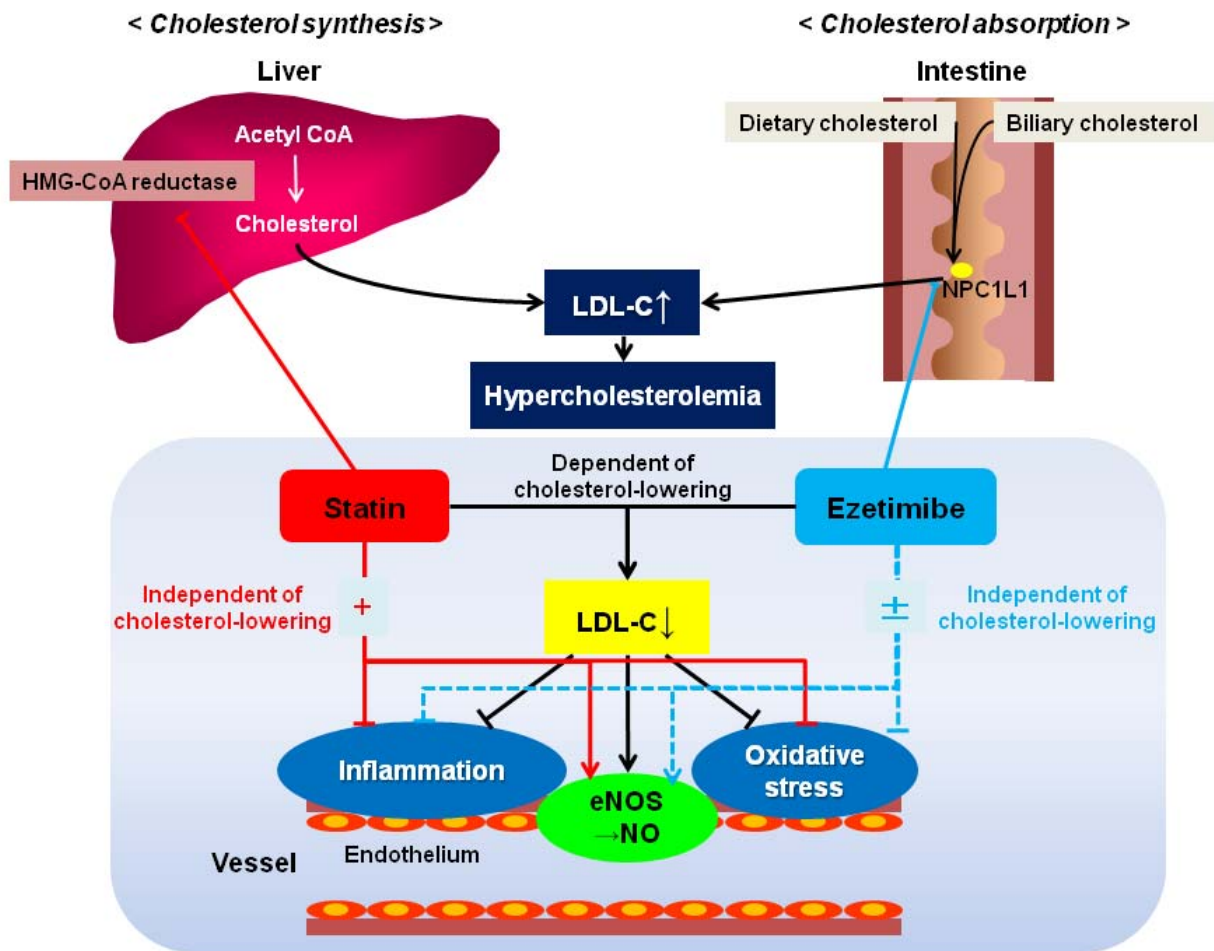 < Cholesterol synthesis>
< Cholesterol absorption >
Liver
Intestine
Acetyl CoA
HMG-CoA reductase
Cholesterol
Dietary cholesterol
Biliary cholesterol
NPC1L1
LDL-C↑
Hypercholesterolemia
Dependent of
cholesterol-lowering
Statin
Ezetimibe
Independent of
cholesterol-lowering
+
LDL-C↓
±
Independent of
cholesterol-lowering
Inflammation
Oxidative
stress
eNOS
→NO
Endothelium
Vessel